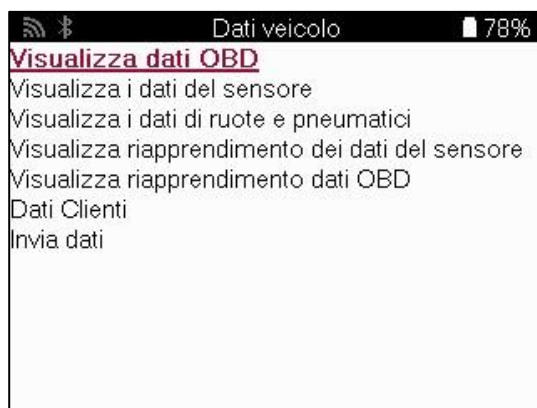 Dati veicolo 78%
Visualizza dati OBD
Visualizza i dati del sensore
Visualizza i dati di ruote e pneumatici
Visualizza riapprendimento dei dati del sensore
Visualizza riapprendimento dati OBD
Dati Clienti
Invia dati